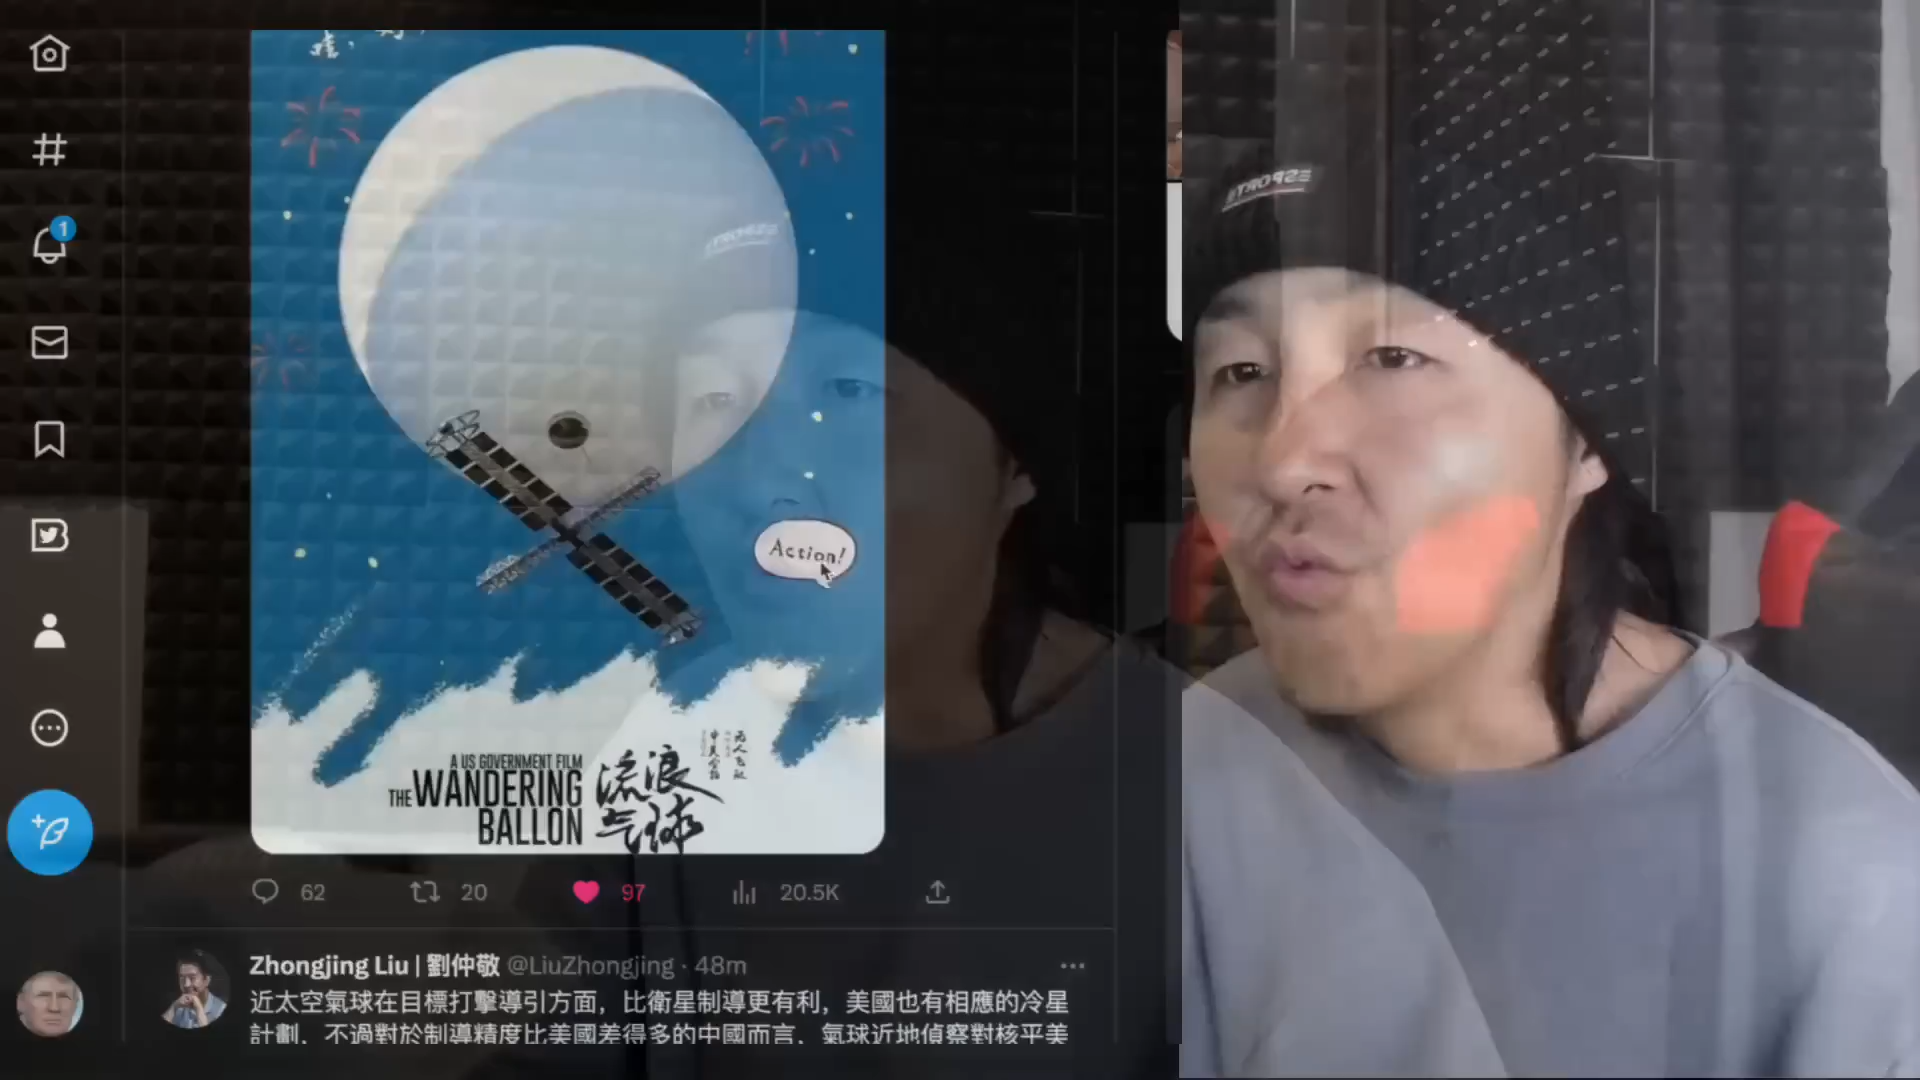 1
Action!
A US GOVERNMENT FILM
THE WANDERING
BALLON
流浪
气球
62
20
97
20.5K
Zhongjing Liu | 劉仲敬 @LiuZhongjing · 48m
近太空氣球在目標打擊導引方面，比衛星制導更有利，美國也有相應的冷星
計劃，不過對於制導精度比美國差得多的中國而言，氣球近地偵察對核平美